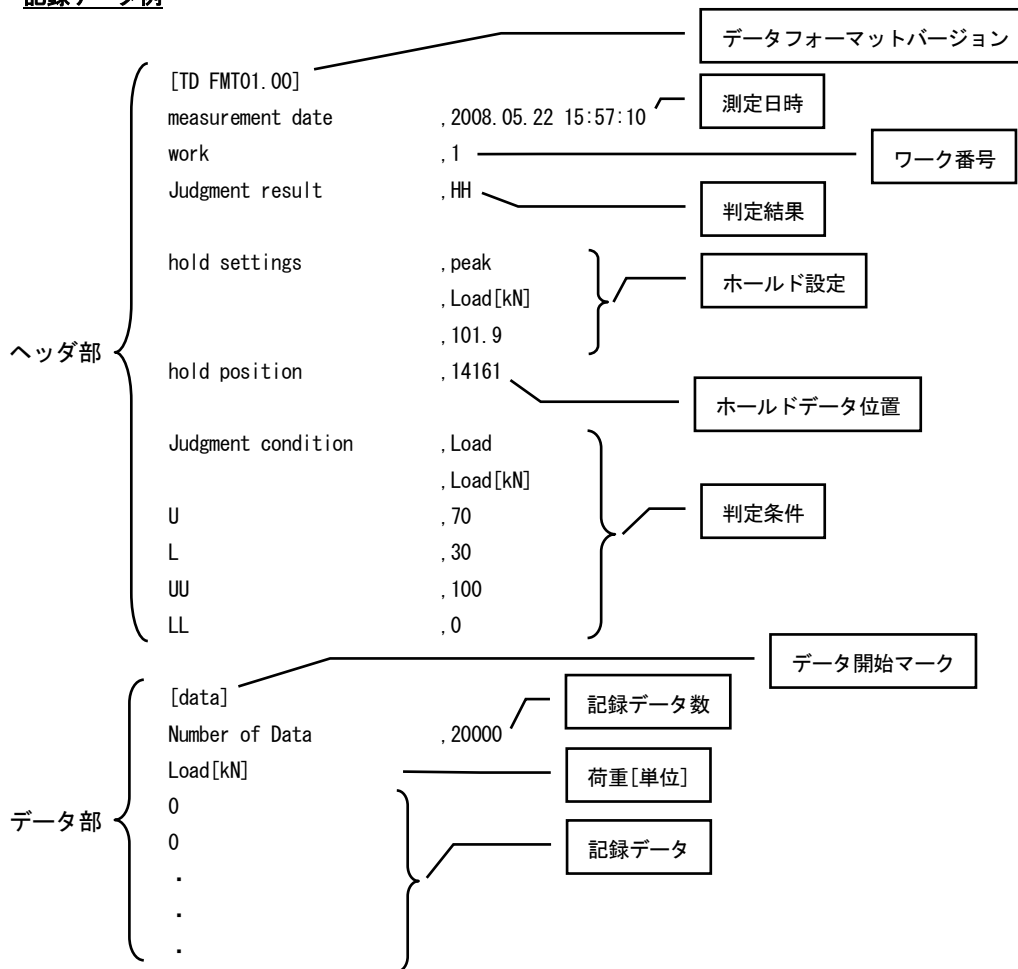 記録データ例
データフォーマットバージョン
[TD FMT01.00]
measurement date ,2008.05.22 15:57:10
測定日時
work ,1
ワーク番号
Judgment result ,HH
判定結果
hold settings ,peak
,Load[kN]
,101.9
ホールド設定
ヘッダ部
hold position ,14161
ホールドデータ位置
Judgment condition ,Load
,Load[kN]
U ,70
判定条件
L ,30
UU ,100
LL ,0
データ開始マーク
[data]
記録データ数
Number of Data ,20000
Load[kN]
荷重[単位]
0
データ部
0
記録データ
.
.
.